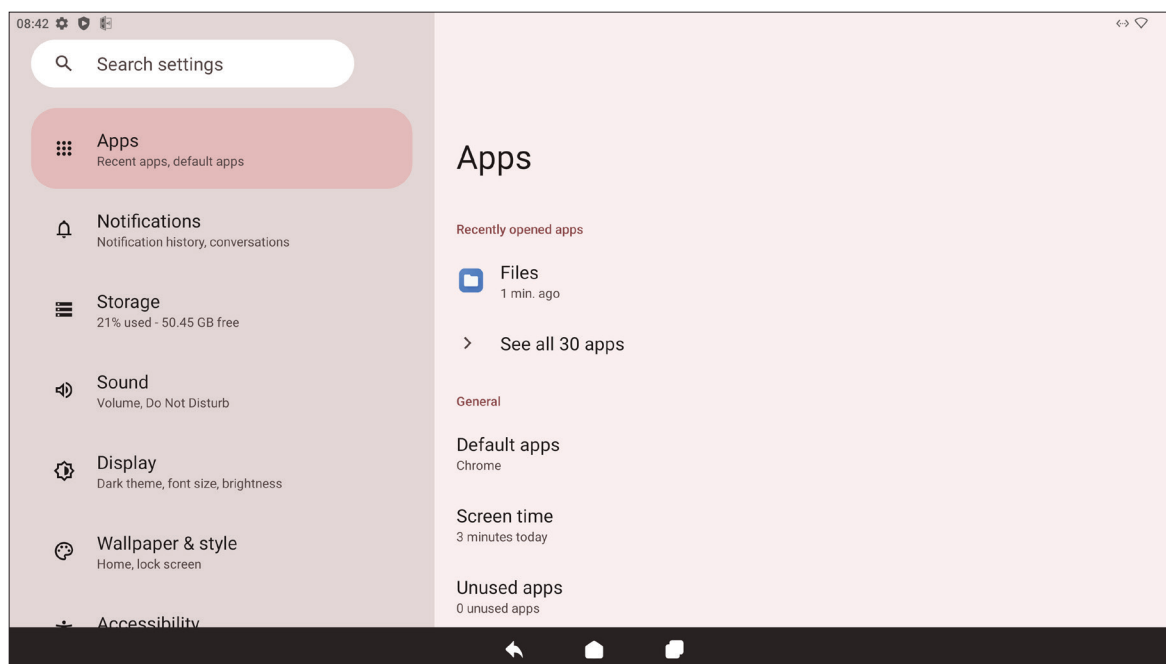 08:42
Search settings
Apps
Recent apps, default apps
Notifications
Notification history, conversations
Storage
21% used - 50.45 GB free
Sound
Volume, Do Not Disturb
Display
Dark theme, font size, brightness
Wallpaper & style
Home, lock screen
Accessibility
Apps
Recently opened apps
Files
1 min. ago
See all 30 apps
General
Default apps
Chrome
Screen time
3 minutes today
Unused apps
0 unused apps